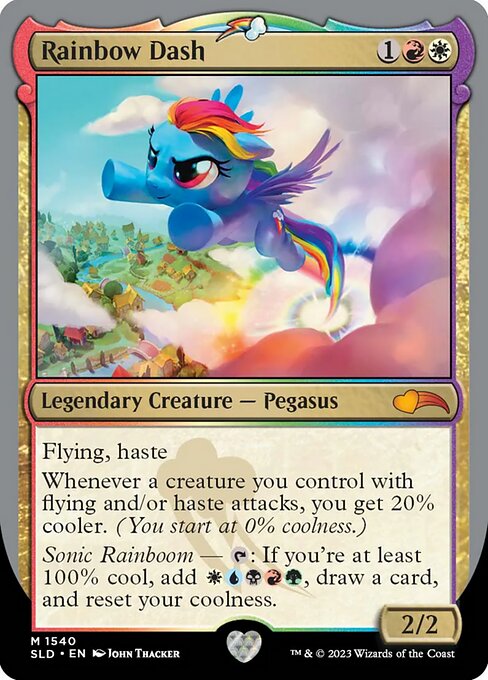 Rainbow Dash 1
Legendary Creature — Pegasus
Flying, haste
Whenever a creature you control with
flying and/or haste attacks, you get 20%
cooler. (You start at 0% coolness.)
Sonic Rainboom — : If you're at least
100% cool, add , draw a card,
and reset your coolness.
2/2
M 1540
SLD • EN John Thacker
™ & © 2023 Wizards of the Coast